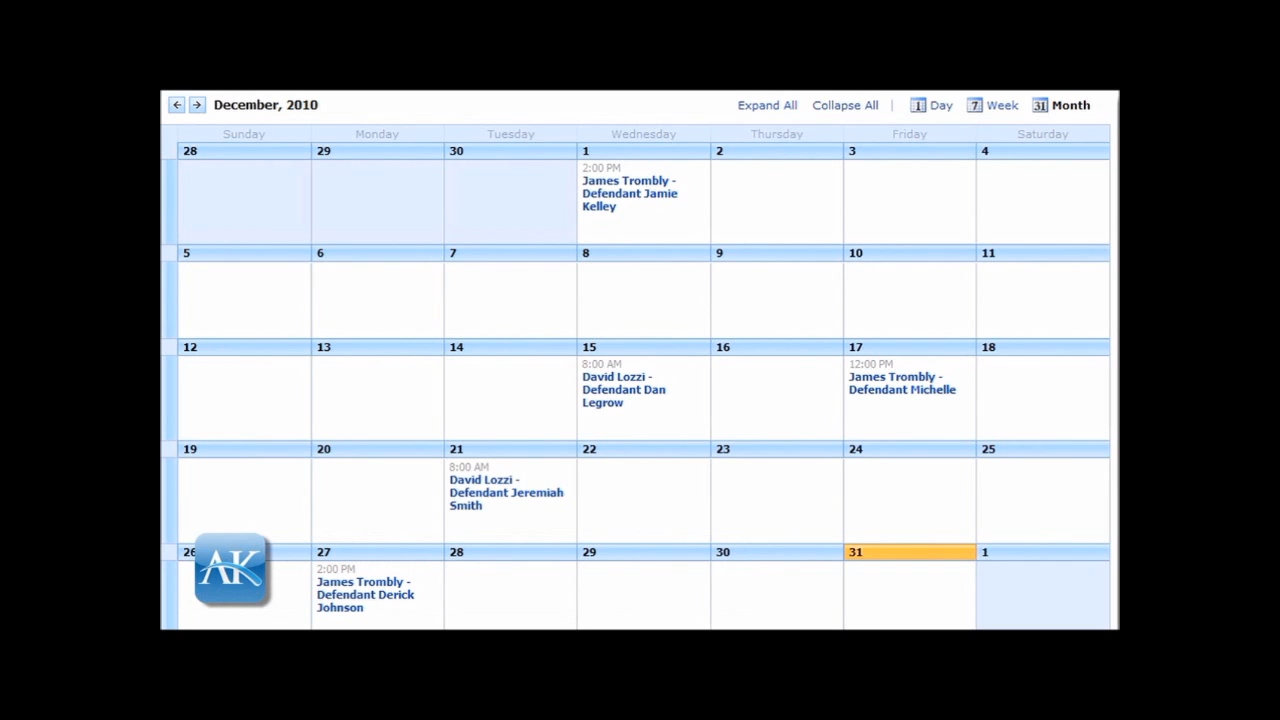 December, 2010
Expand All Collapse All | 1 Day 7 Week 31 Month
Sunday Monday Tuesday Wednesday Thursday Friday Saturday
28 29 30 1 2 3 4
2:00 PM
James Trombly -
Defendant Jamie
Kelley
5 6 7 8 9 10 11
12 13 14 15 16 17 18
8:00 AM
David Lozzi -
Defendant Dan
Legrow
12:00 PM
James Trombly -
Defendant Michelle
19 20 21 22 23 24 25
8:00 AM
David Lozzi -
Defendant Jeremiah
Smith
26 27 28 29 30 31 1
2:00 PM
James Trombly -
Defendant Derick
Johnson
AK